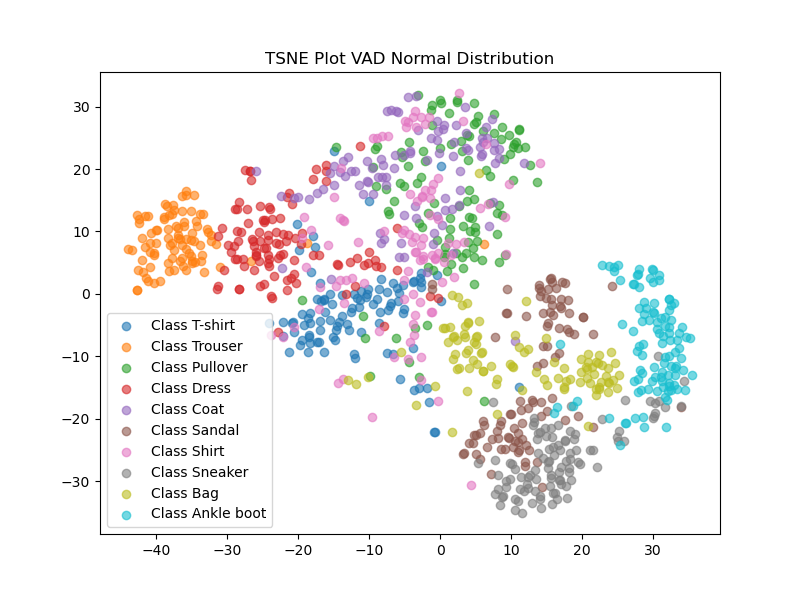 TSNE Plot VAD Normal Distribution
30
20
10
0
−10
−20
−30
Class T-shirt
Class Trouser
Class Pullover
Class Dress
Class Coat
Class Sandal
Class Shirt
Class Sneaker
Class Bag
Class Ankle boot
−40 −30 −20 −10 0 10 20 30